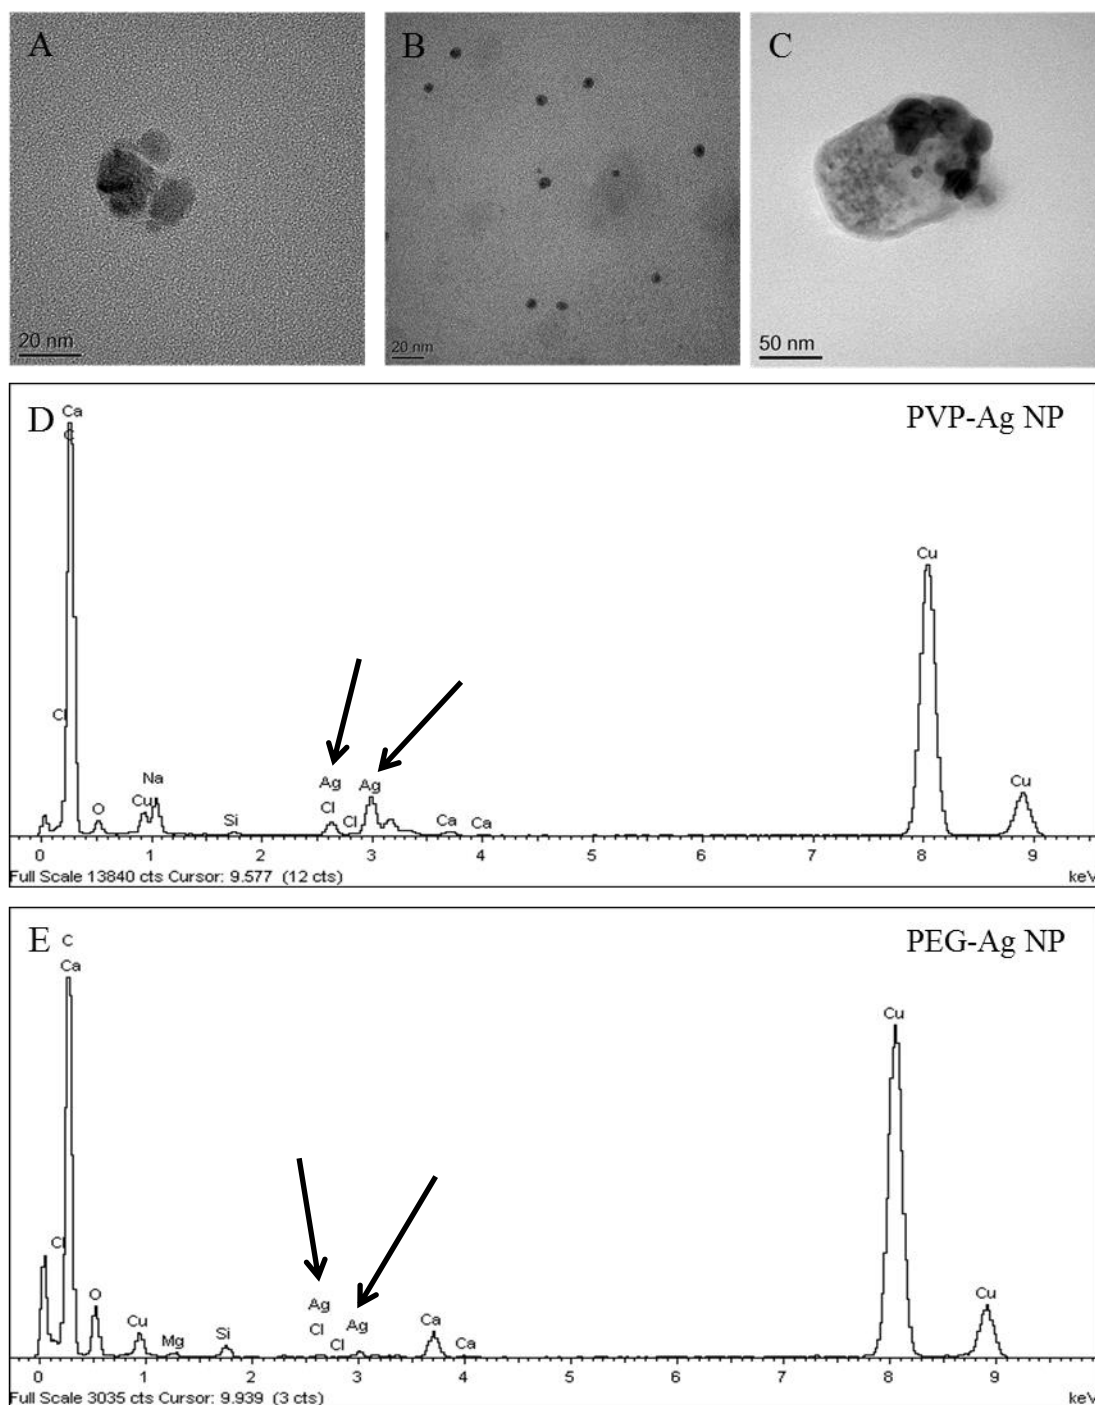 A
B
C
20 nm
20 nm
50 nm
D
PVP-Ag NP
Ca
C
Cl
O
Cu
Na
Si
Ag
Cl
Cl
Ag
Ca
Ca
Cu
Cu
0 1 2 3 4 5 6 7 8 9
Full Scale 13840 cts Cursor: 9.577 (12 cts)
keV
E
PEG-Ag NP
C
Ca
Cl
O
Cu
Mg
Si
Ag
Cl
Cl
Ag
Ca
Ca
Cu
Cu
0 1 2 3 4 5 6 7 8 9
Full Scale 3035 cts Cursor: 9.939 (3 cts)
keV